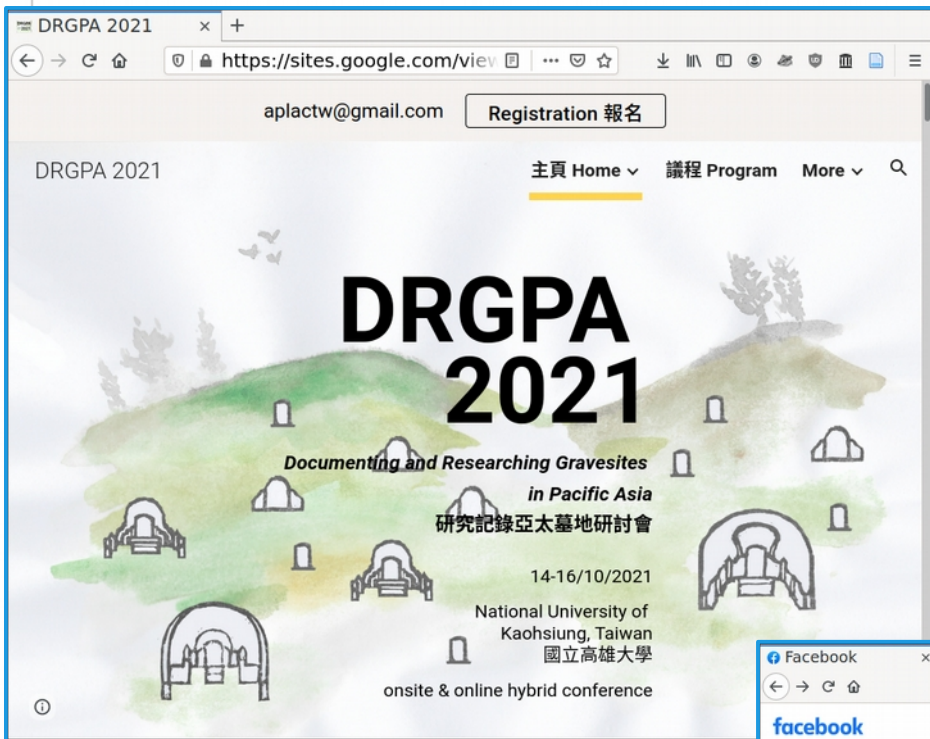 DRGPA 2021
https://sites.google.com/view
aplactw@gmail.com
Registration 報名
DRGPA 2021
主頁 Home
議程 Program
More
DRGPA
2021
Documenting and Researching Gravesites
in Pacific Asia
研究記錄亞太墓地研討會
14-16/10/2021
National University of
Kaohsiung, Taiwan
國立高雄大學
onsite & online hybrid conference
Facebook
facebook